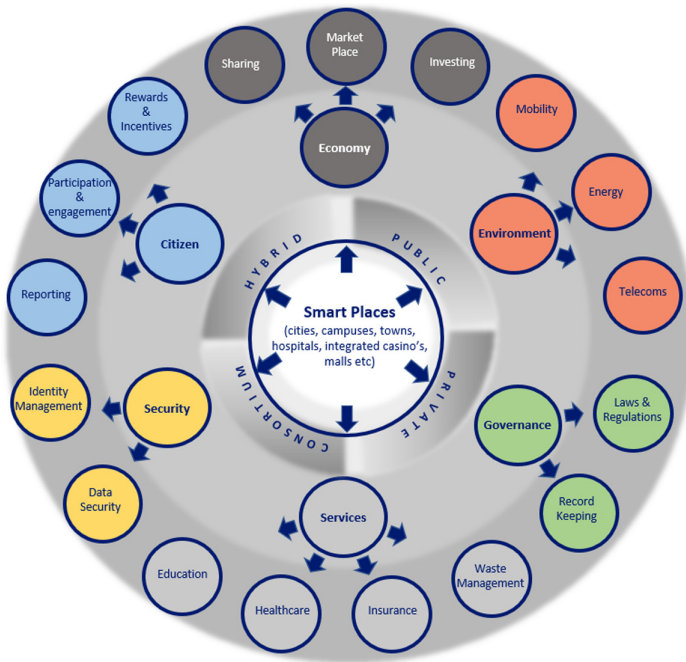 Market
Place
Sharing
Investing
Rewards
&
Incentives
Mobility
Economy
Participation
&
engagement
Energy
Citizen
Environment
HYBRID
PUBLIC
Reporting
Telecoms
Smart Places
(cities, campuses, towns,
hospitals, integrated casino's,
malls etc)
Identity
Management
Security
CONSORTIUM
PRIVATE
Governance
Laws &
Regulations
Data
Security
Record
Keeping
Services
Education
Waste
Management
Healthcare
Insurance